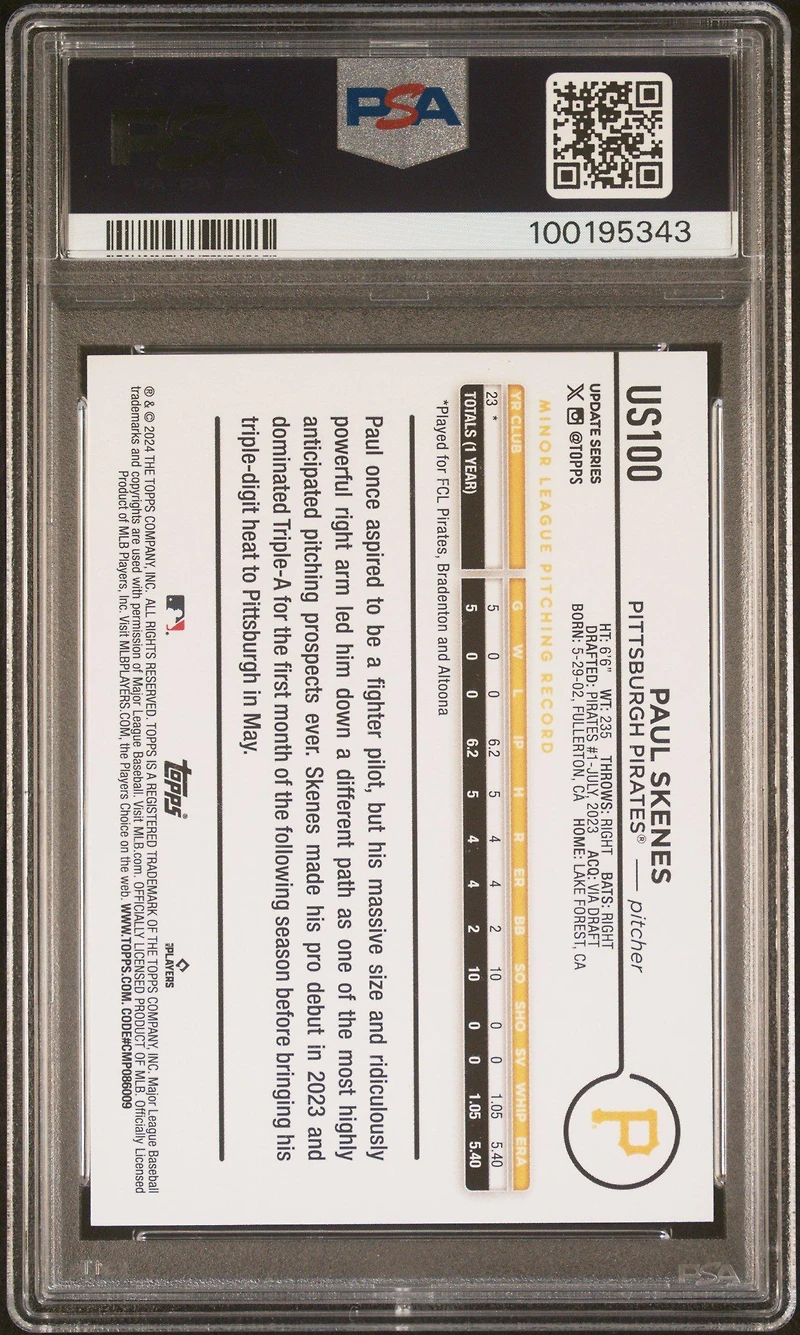 PSA
100195343
US100
UPDATE SERIES
@TOPPS
PAUL SKENES
PITTSBURGH PIRATES® — pitcher
HT: 6'6" WT: 235 THROWS: RIGHT BATS: RIGHT
DRAFTED: PIRATES #1-JULY, 2023 ACQ: VIA DRAFT
BORN: 5-29-02, FULLERTON, CA HOME: LAKE FOREST, CA
P
MINOR LEAGUE PITCHING RECORD
YR CLUB G W L IP H R ER BB SO SHO SV WHIP ERA
23 * 5 0 0 6.2 5 4 4 2 10 0 0 1.05 5.40
TOTALS (1 YEAR) 5 0 0 6.2 5 4 4 2 10 0 0 1.05 5.40
*Played for FCL Pirates, Bradenton and Altoona
Paul once aspired to be a fighter pilot, but his massive size and ridiculously
powerful right arm led him down a different path as one of the most highly
anticipated pitching prospects ever. Skenes made his pro debut in 2023 and
dominated Triple-A for the first month of the following season before bringing his
triple-digit heat to Pittsburgh in May.
topps®
PLAYERS
® & © 2024 THE TOPPS COMPANY, INC. ALL RIGHTS RESERVED. TOPPS IS A REGISTERED TRADEMARK OF THE TOPPS COMPANY, INC. Major League Baseball
trademarks and copyrights are used with permission of Major League Baseball. Visit MLB.com. OFFICIALLY LICENSED PRODUCT OF MLB. Officially Licensed
Product of MLB Players, Inc. Visit MLBPLAYERS.COM, the Players Choice on the web. WWW.TOPPS.COM. CODE#CMP086009
PSA